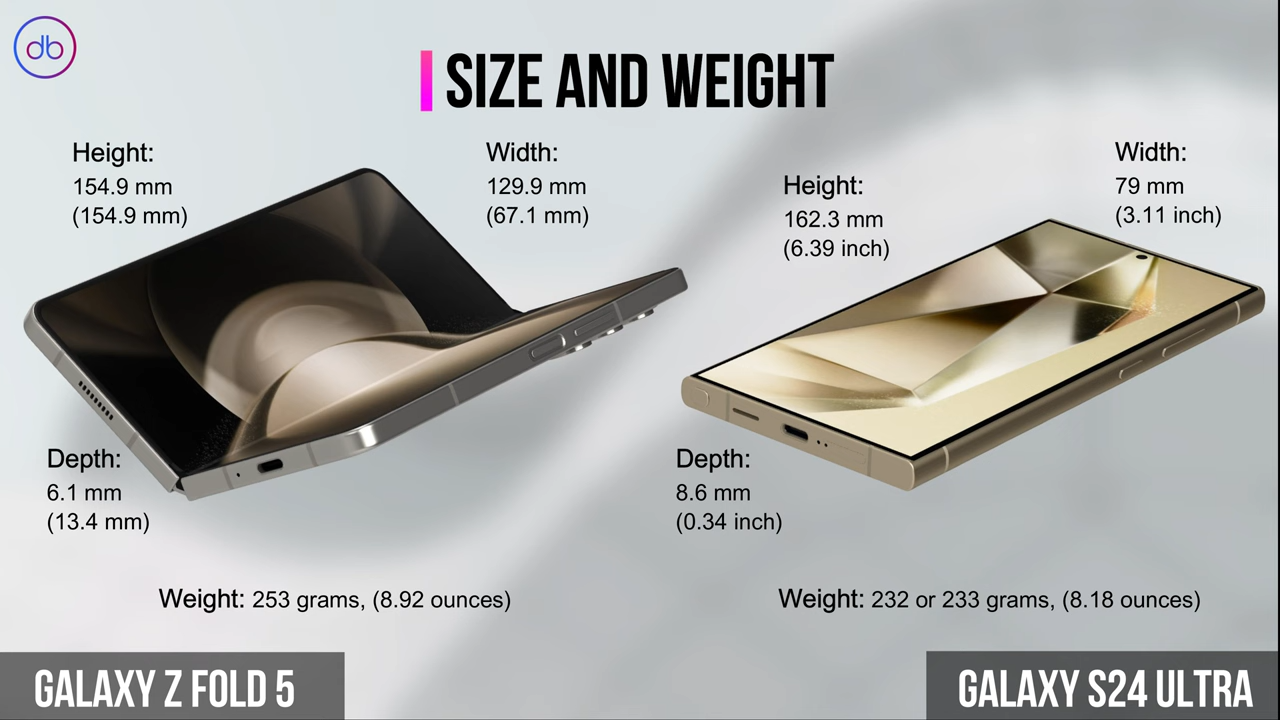 db
SIZE AND WEIGHT
Height:
154.9 mm
(154.9 mm)
Width:
129.9 mm
(67.1 mm)
Depth:
6.1 mm
(13.4 mm)
Weight: 253 grams, (8.92 ounces)
GALAXY Z FOLD 5
Height:
162.3 mm
(6.39 inch)
Width:
79 mm
(3.11 inch)
Depth:
8.6 mm
(0.34 inch)
Weight: 232 or 233 grams, (8.18 ounces)
GALAXY S24 ULTRA